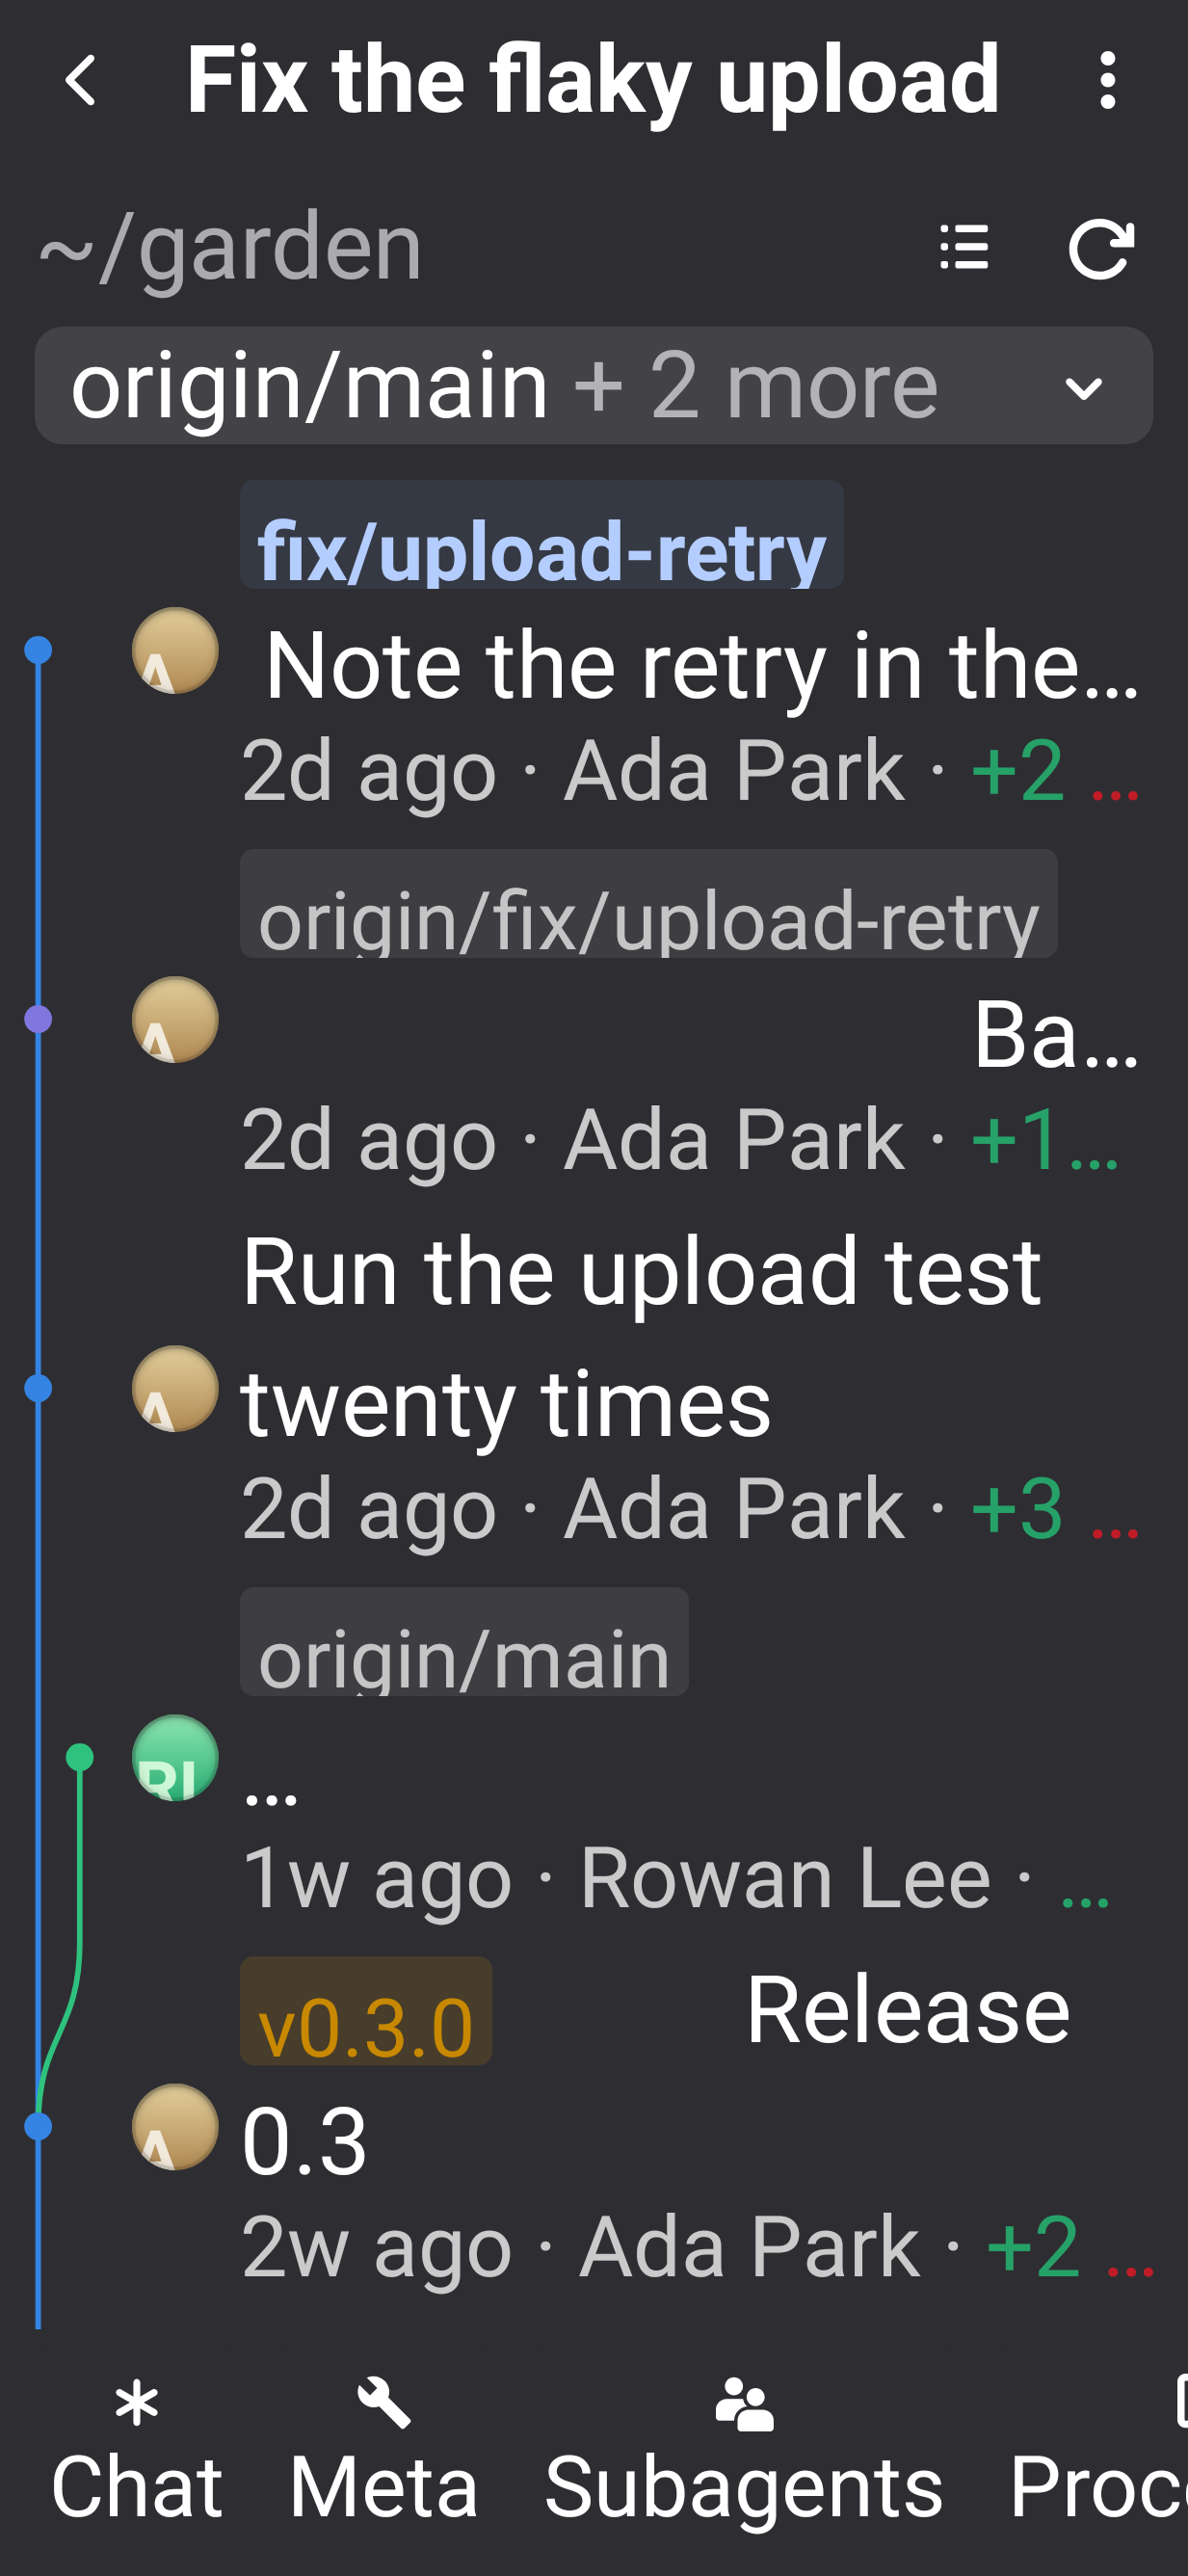 Fix the flaky upload
~/garden
origin/main + 2 more
fix/upload-retry
A Note the retry in the…
2d ago · Ada Park · +2 …
origin/fix/upload-retry
A Ba…
2d ago · Ada Park · +1…
Run the upload test
A twenty times
2d ago · Ada Park · +3 …
origin/main
RL …
1w ago · Rowan Lee · …
v0.3.0 Release
A 0.3
2w ago · Ada Park · +2 …
Chat Meta Subagents